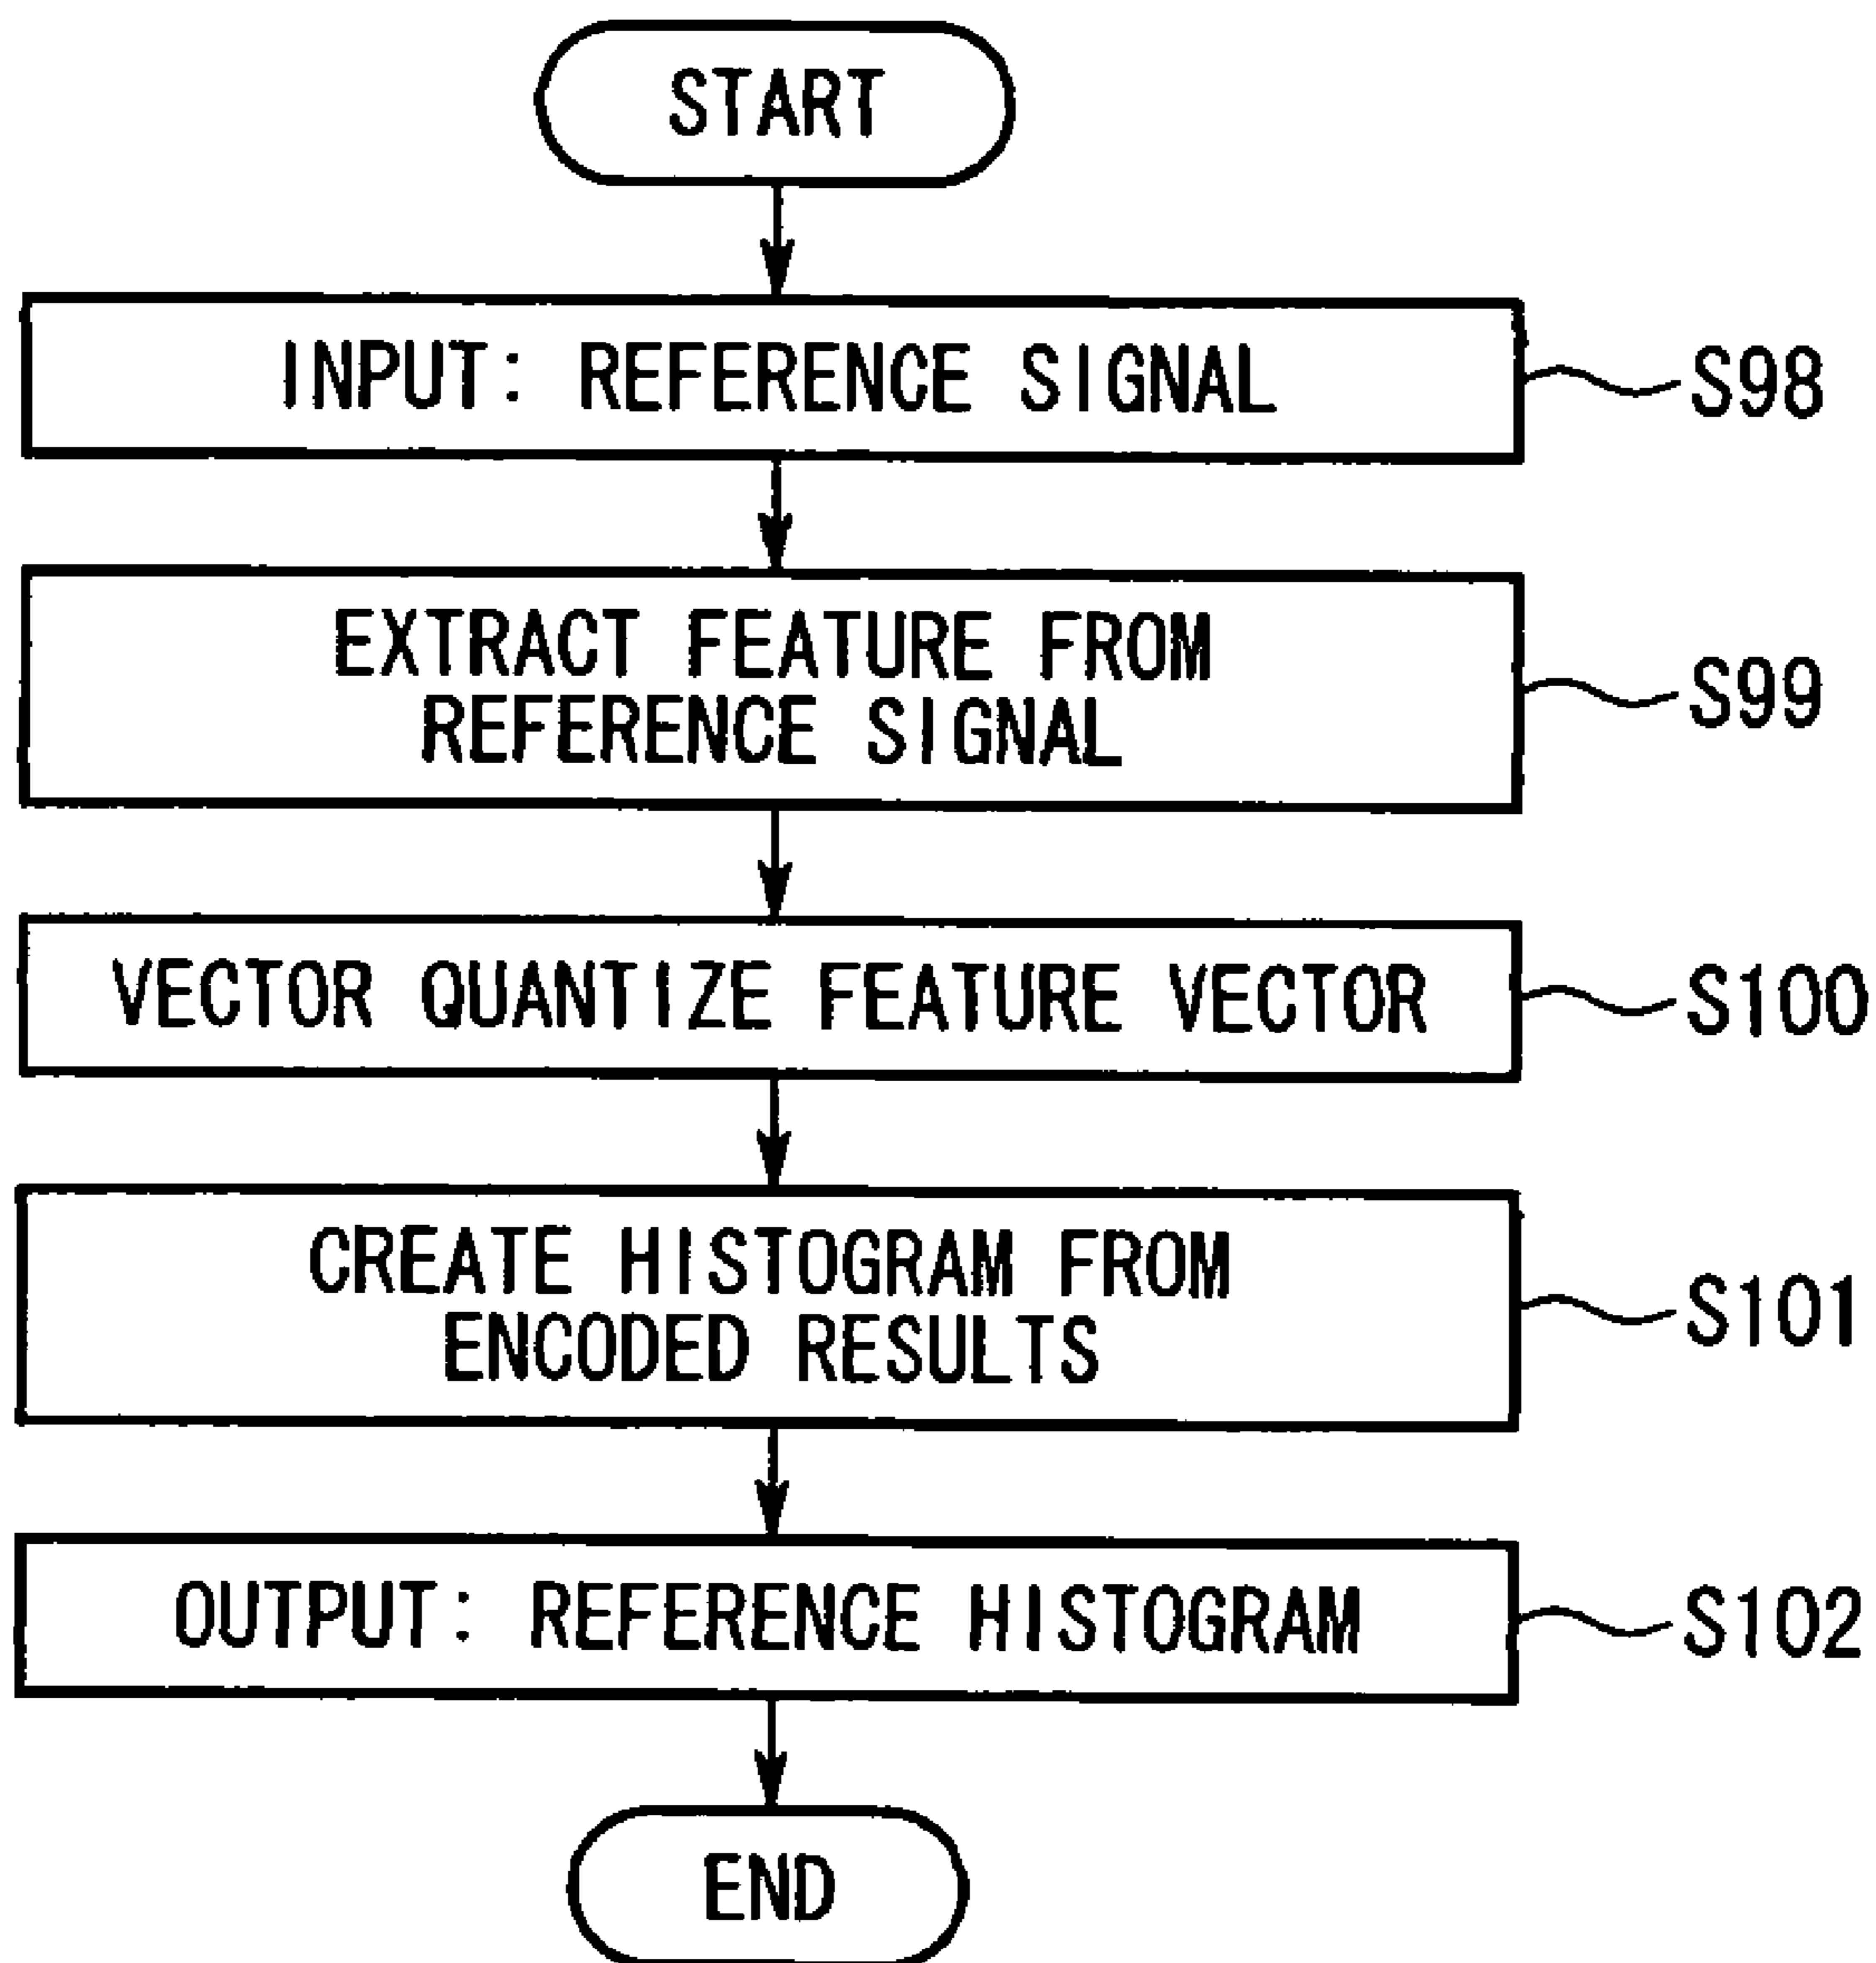 START
INPUT: REFERENCE SIGNAL
S98
EXTRACT FEATURE FROM
REFERENCE SIGNAL
S99
VECTOR QUANTIZE FEATURE VECTOR
S100
CREATE HISTOGRAM FROM
ENCODED RESULTS
S101
OUTPUT: REFERENCE HISTOGRAM
S102
END